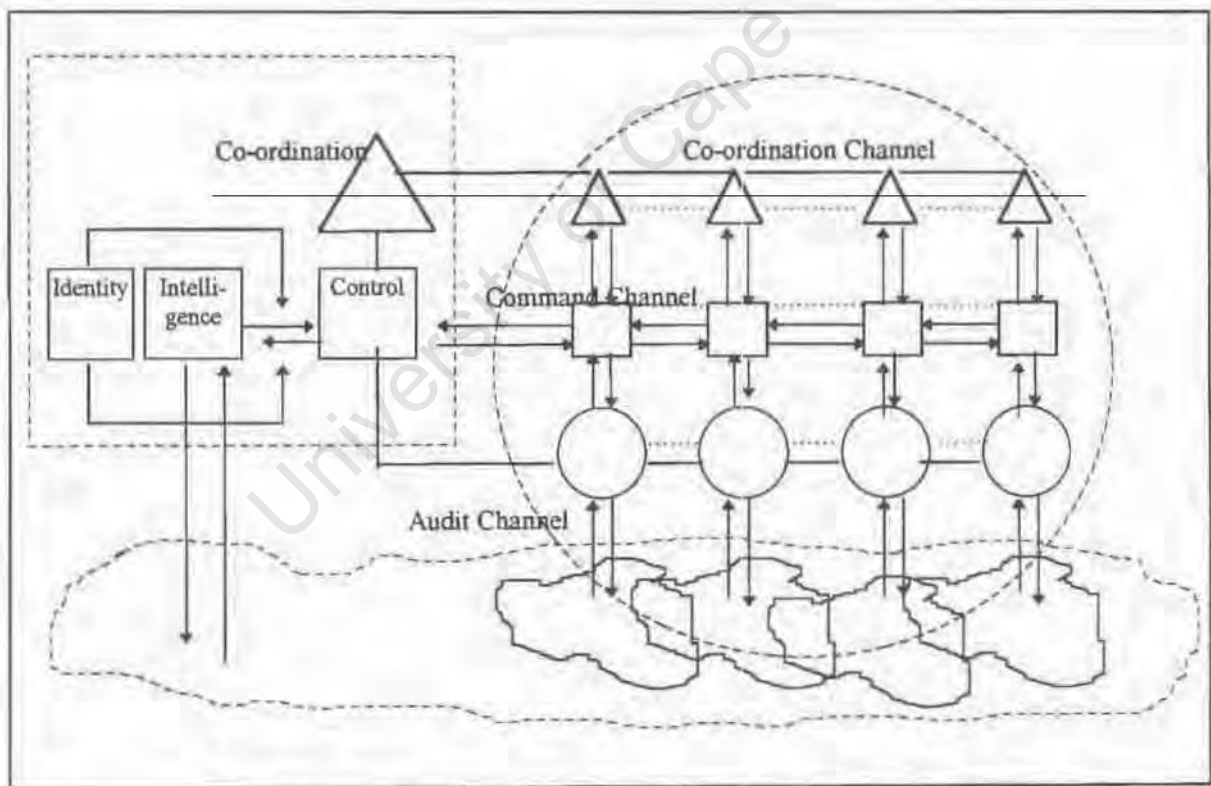 Co-ordination
Co-ordination Channel
Identity
Intelli-
gence
Control
Command Channel
Audit Channel
University of Cape